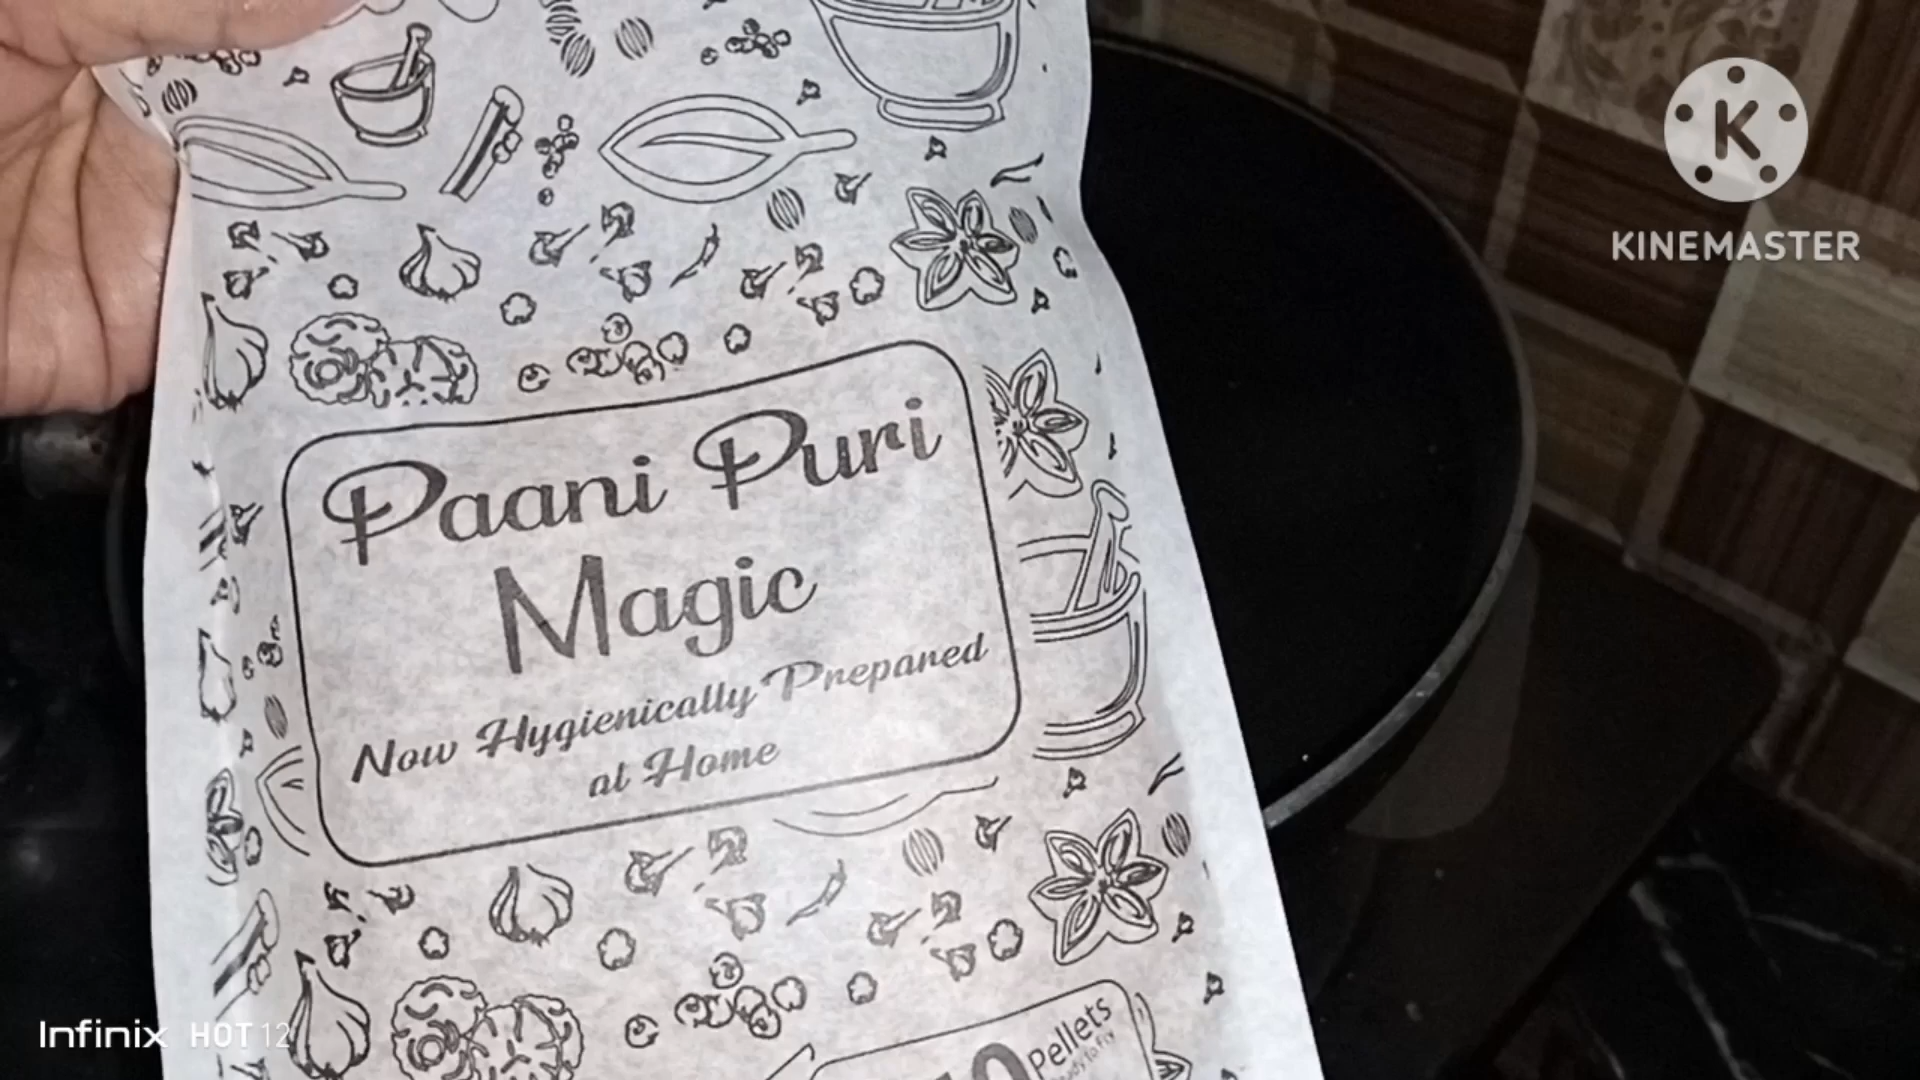 KINEMASTER
Paani Puri
Magic
Now Hygienically Prepared
at Home
Pellets
Infinix HOT 12